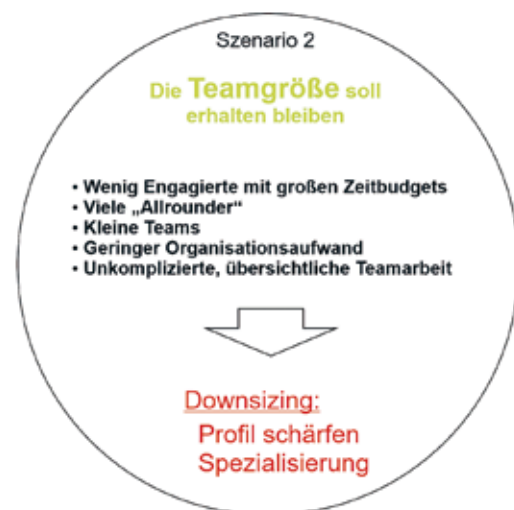 Szenario 2
Die Teamgröße soll
erhalten bleiben
• Wenig Engagierte mit großen Zeitbudgets
• Viele „Allrounder“
• Kleine Teams
• Geringer Organisationsaufwand
• Unkomplizierte, übersichtliche Teamarbeit
Downsizing:
Profil schärfen
Spezialisierung